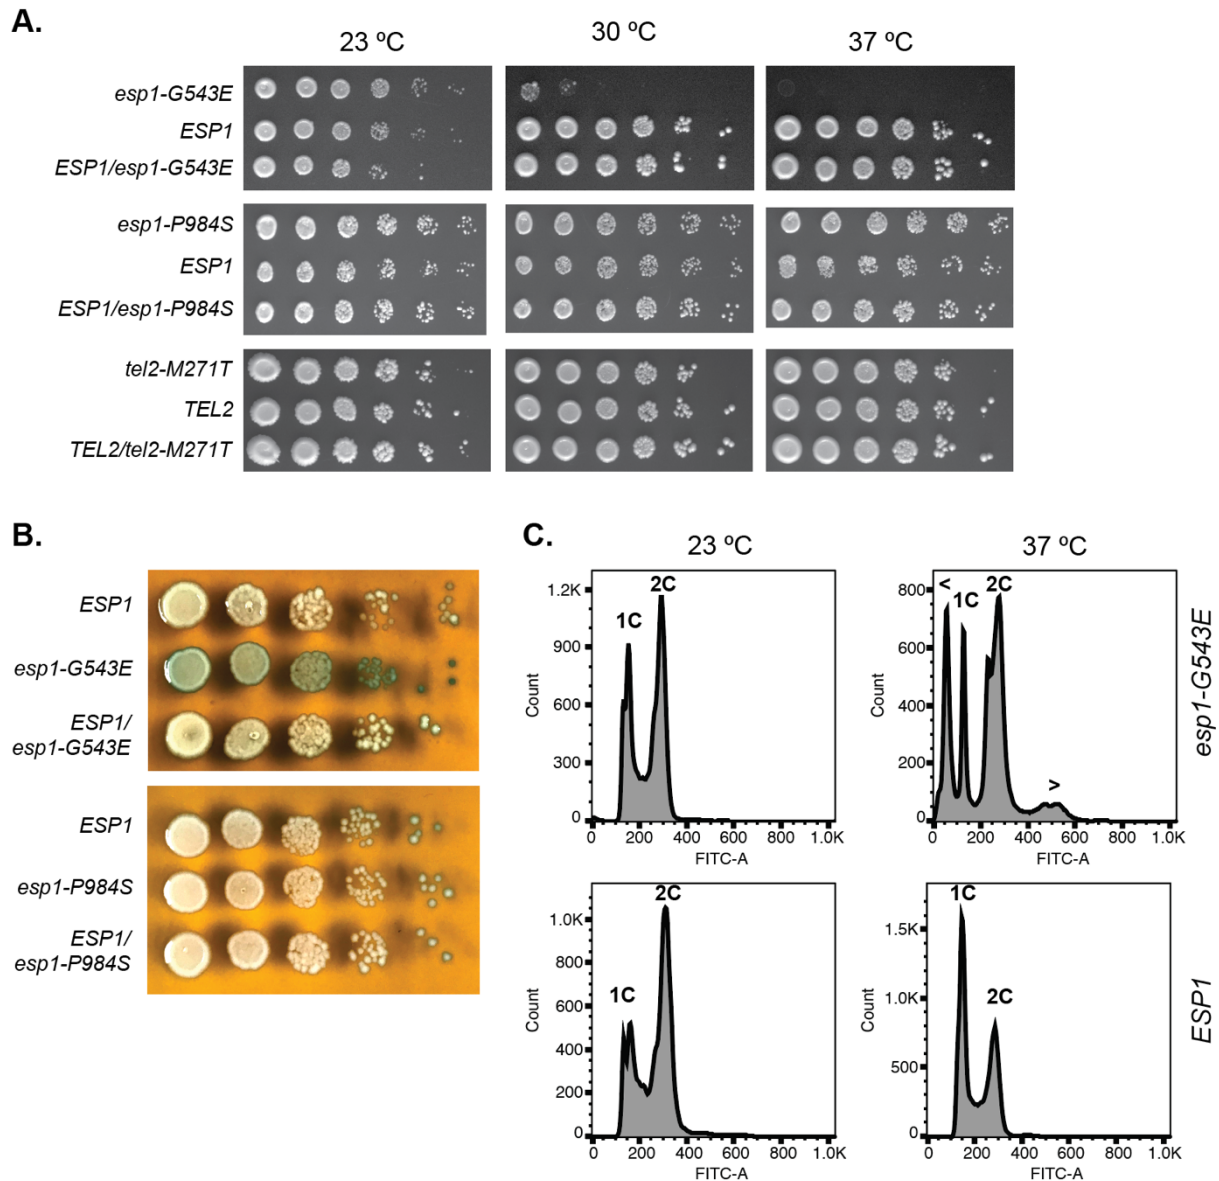 A.
23 ºC
30 ºC
37 ºC
esp1-G543E
ESP1
ESP1/esp1-G543E
esp1-P984S
ESP1
ESP1/esp1-P984S
tel2-M271T
TEL2
TEL2/tel2-M271T
B.
ESP1
esp1-G543E
ESP1/
esp1-G543E
ESP1
esp1-P984S
ESP1/
esp1-P984S
C.
23 ºC
37 ºC
1.2K
900
600
300
0
Count
1C
2C
0 200 400 600 800 1.0K
FITC-A
800
600
400
200
0
Count
<
1C
2C
>
0 200 400 600 800 1.0K
FITC-A
esp1-G543E
1.0K
800
600
400
200
0
Count
1C
2C
0 200 400 600 800 1.0K
FITC-A
1.5K
1.0K
500
0
Count
1C
2C
0 200 400 600 800 1.0K
FITC-A
ESP1